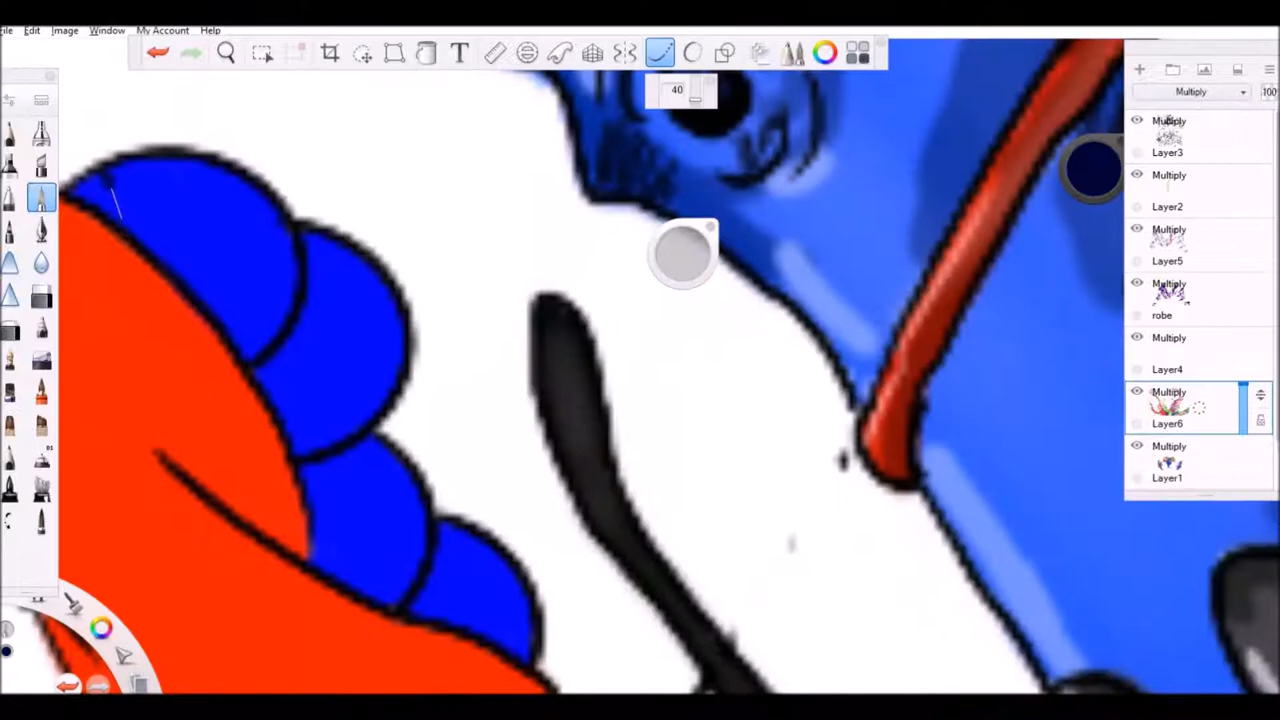 File Edit Image Window My Account Help
T
40
Multiply 100
Multiply
Layer3
Multiply
Layer2
Multiply
Layer5
Multiply
robe
Multiply
Layer4
Multiply
Layer6
Multiply
Layer1